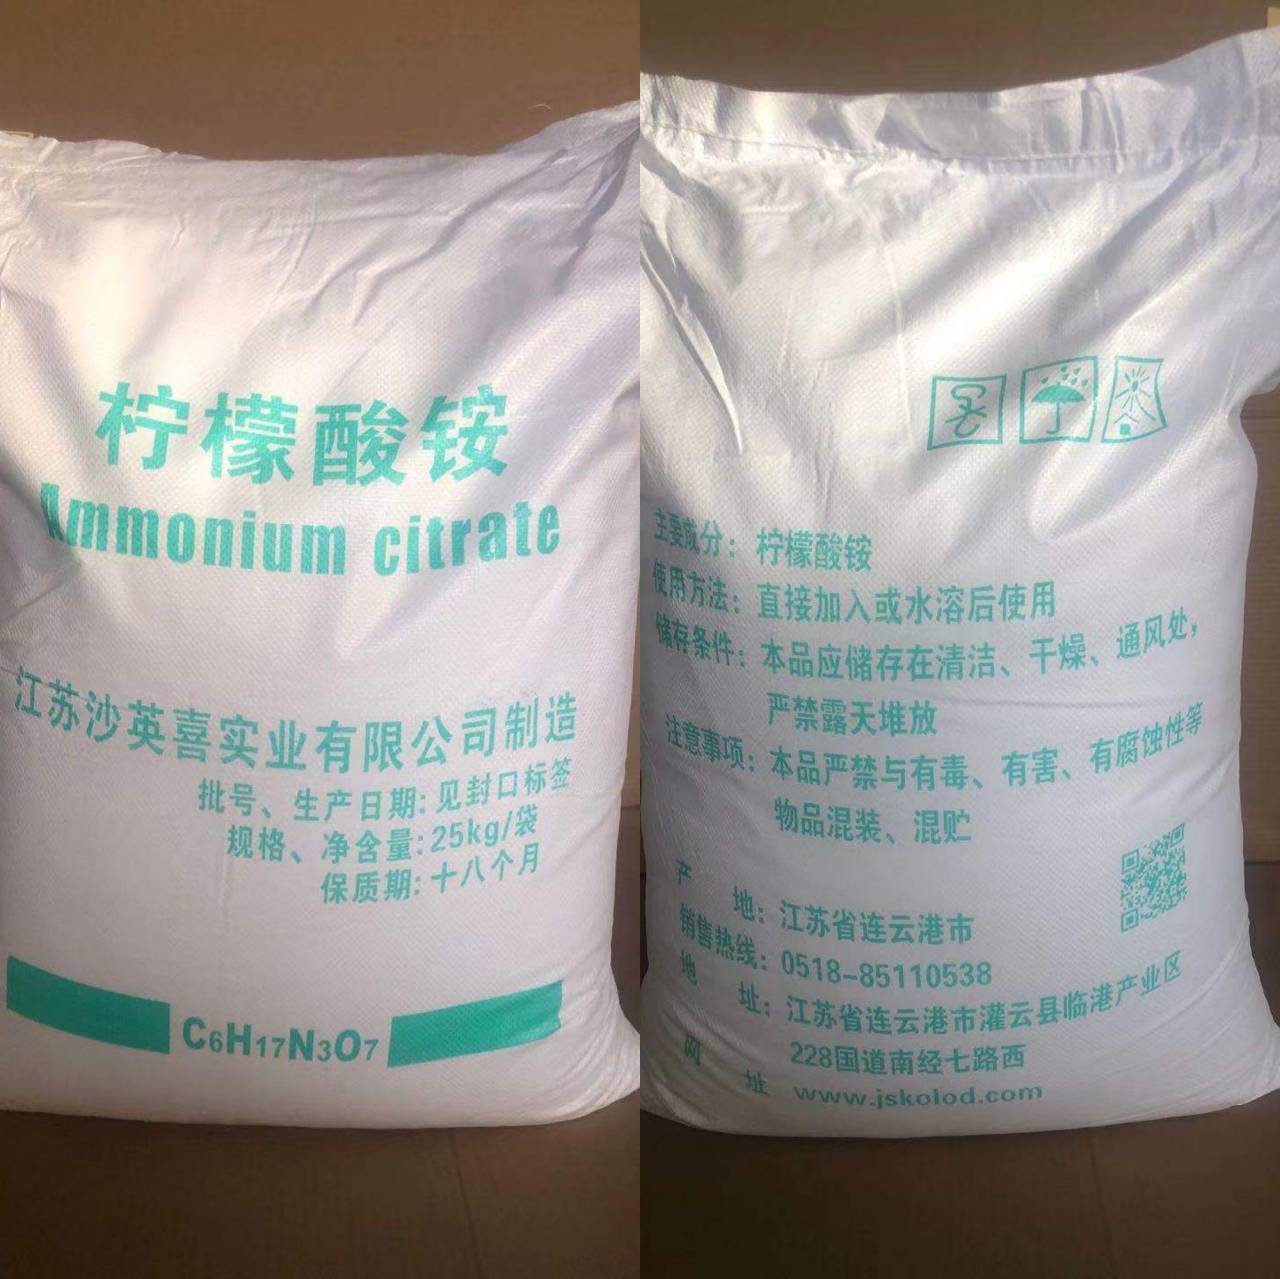 柠檬酸铵
Ammonium citrate
江苏沙英喜实业有限公司制造
批号、生产日期:见封口标签
规格、净含量:25kg/袋
保质期:十八个月
C6H17N3O7
主要成分：柠檬酸铵
使用方法：直接加入或水溶后使用
储存条件：本品应储存在清洁、干燥、通风处，
严禁露天堆放
注意事项：本品严禁与有毒、有害、有腐蚀性等
物品混装、混贮
产 地：江苏省连云港市
销售热线：0518-85110538
地 址：江苏省连云港市灌云县临港产业区
228国道南经七路西
网 址 www.jskolod.com